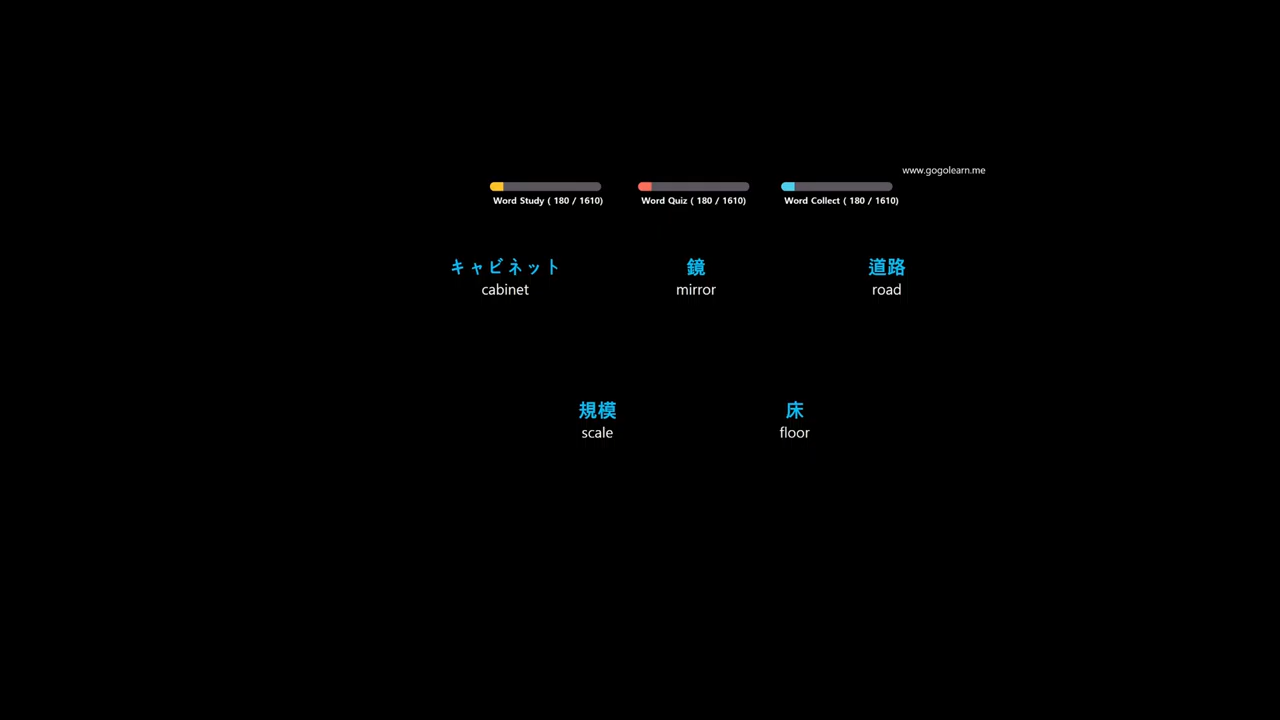 www.gogolearn.me
Word Study ( 180 / 1610)
Word Quiz ( 180 / 1610)
Word Collect ( 180 / 1610)
キャビネット
cabinet
鏡
mirror
道路
road
規模
scale
床
floor